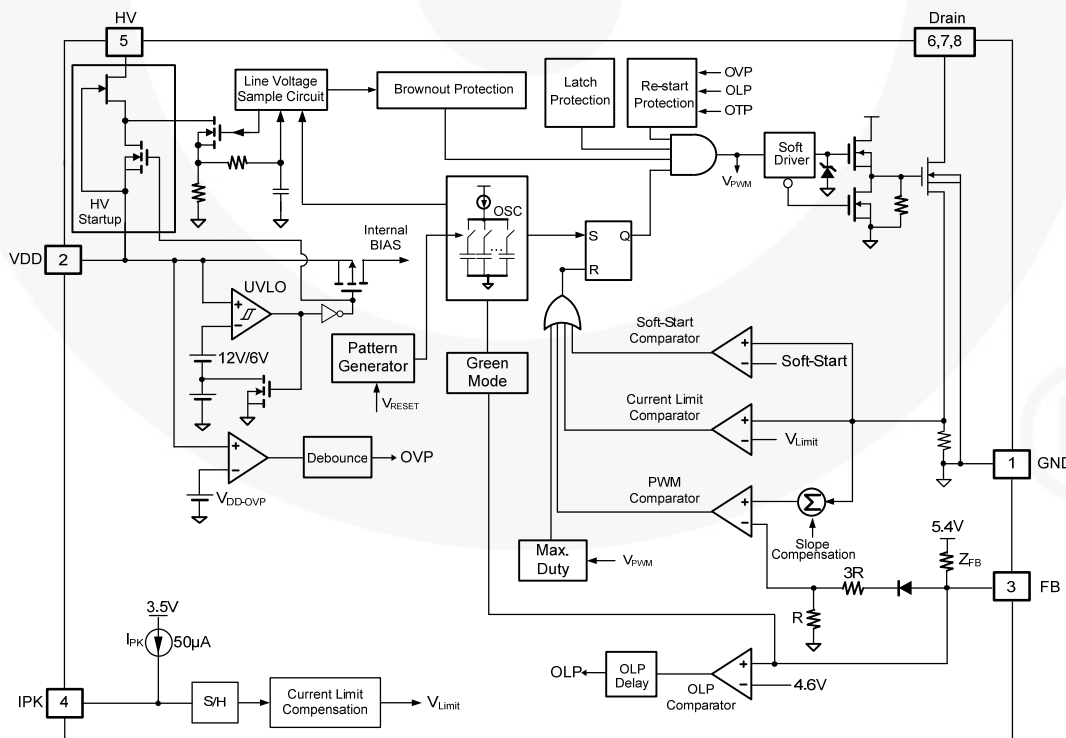 HV
5
Drain
6,7,8
Line Voltage
Sample Circuit
Brownout Protection
Latch
Protection
Re-start
Protection
OVP
OLP
OTP
Soft
Driver
VPWM
HV
Startup
OSC
S
Q
R
Internal
BIAS
VDD
2
UVLO
12V/6V
Pattern
Generator
VRESET
Green
Mode
Soft-Start
Comparator
Soft-Start
Current Limit
Comparator
VLimit
Debounce
OVP
VDD-OVP
PWM
Comparator
Σ
Slope
Compensation
1
GND
5.4V
ZFB
3
FB
Max.
Duty
VPWM
3R
R
3.5V
IPK
50µA
OLP
OLP
Delay
OLP
Comparator
4.6V
IPK
4
S/H
Current Limit
Compensation
VLimit